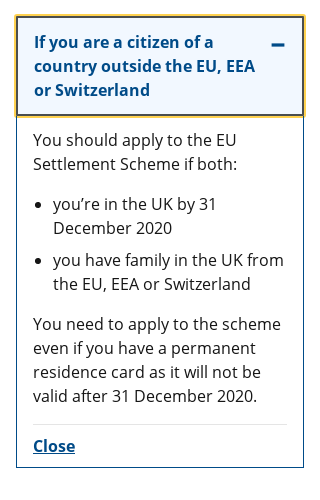 If you are a citizen of a
country outside the EU, EEA
or Switzerland
You should apply to the EU
Settlement Scheme if both:
• you’re in the UK by 31
December 2020
• you have family in the UK from
the EU, EEA or Switzerland
You need to apply to the scheme
even if you have a permanent
residence card as it will not be
valid after 31 December 2020.
Close